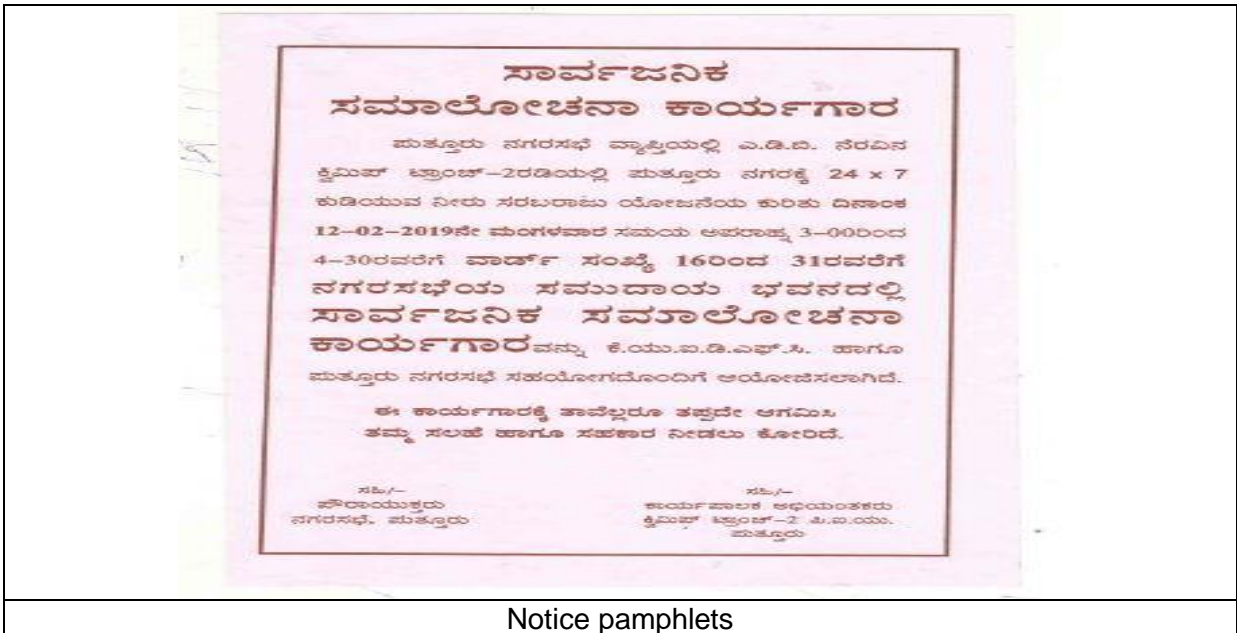 ಸಾರ್ವಜನಿಕ
ಸಮಾಲೋಚನಾ ಕಾರ್ಯಗಾರ
ಪುತ್ತೂರು ನಗರಸಭೆ ವ್ಯಾಪ್ತಿಯಲ್ಲಿ ಎ.ಡಿ.ಬಿ. ನೆರವಿನ
ಕ್ವಿಮಿಪ್ ಟ್ರಾಂಚ್-2ರಡಿಯಲ್ಲಿ ಪುತ್ತೂರು ನಗರಕ್ಕೆ 24 x 7
ಕುಡಿಯುವ ನೀರು ಸರಬರಾಜು ಯೋಜನೆಯ ಕುರಿತು ದಿನಾಂಕ
12-02-2019ನೇ ಮಂಗಳವಾರ ಸಮಯ ಅಪರಾಹ್ನ 3-00ರಿಂದ
4-30ರವರೆಗೆ ವಾರ್ಡ್ ಸಂಖ್ಯೆ 16ರಿಂದ 31ರವರೆಗೆ
ನಗರಸಭೆಯ ಸಮುದಾಯ ಭವನದಲ್ಲಿ
ಸಾರ್ವಜನಿಕ ಸಮಾಲೋಚನಾ
ಕಾರ್ಯಗಾರವನ್ನು ಕೆ.ಯು.ಐ.ಡಿ.ಎಫ್.ಸಿ. ಹಾಗೂ
ಪುತ್ತೂರು ನಗರಸಭೆ ಸಹಯೋಗದೊಂದಿಗೆ ಆಯೋಜಿಸಲಾಗಿದೆ.
ಈ ಕಾರ್ಯಗಾರಕ್ಕೆ ತಾವೆಲ್ಲರೂ ತಪ್ಪದೇ ಆಗಮಿಸಿ
ತಮ್ಮ ಸಲಹೆ ಹಾಗೂ ಸಹಕಾರ ನೀಡಲು ಕೋರಿದೆ.
ಸಹಿ/- ಸಹಿ/-
ಪೌರಾಯುಕ್ತರು ಕಾರ್ಯಪಾಲಕ ಅಭಿಯಂತಕರು
ನಗರಸಭೆ, ಪುತ್ತೂರು ಕ್ವಿಮಿಪ್ ಟ್ರಾಂಚ್-2 ಪಿ.ಐ.ಯು.
ಪುತ್ತೂರು
Notice pamphlets